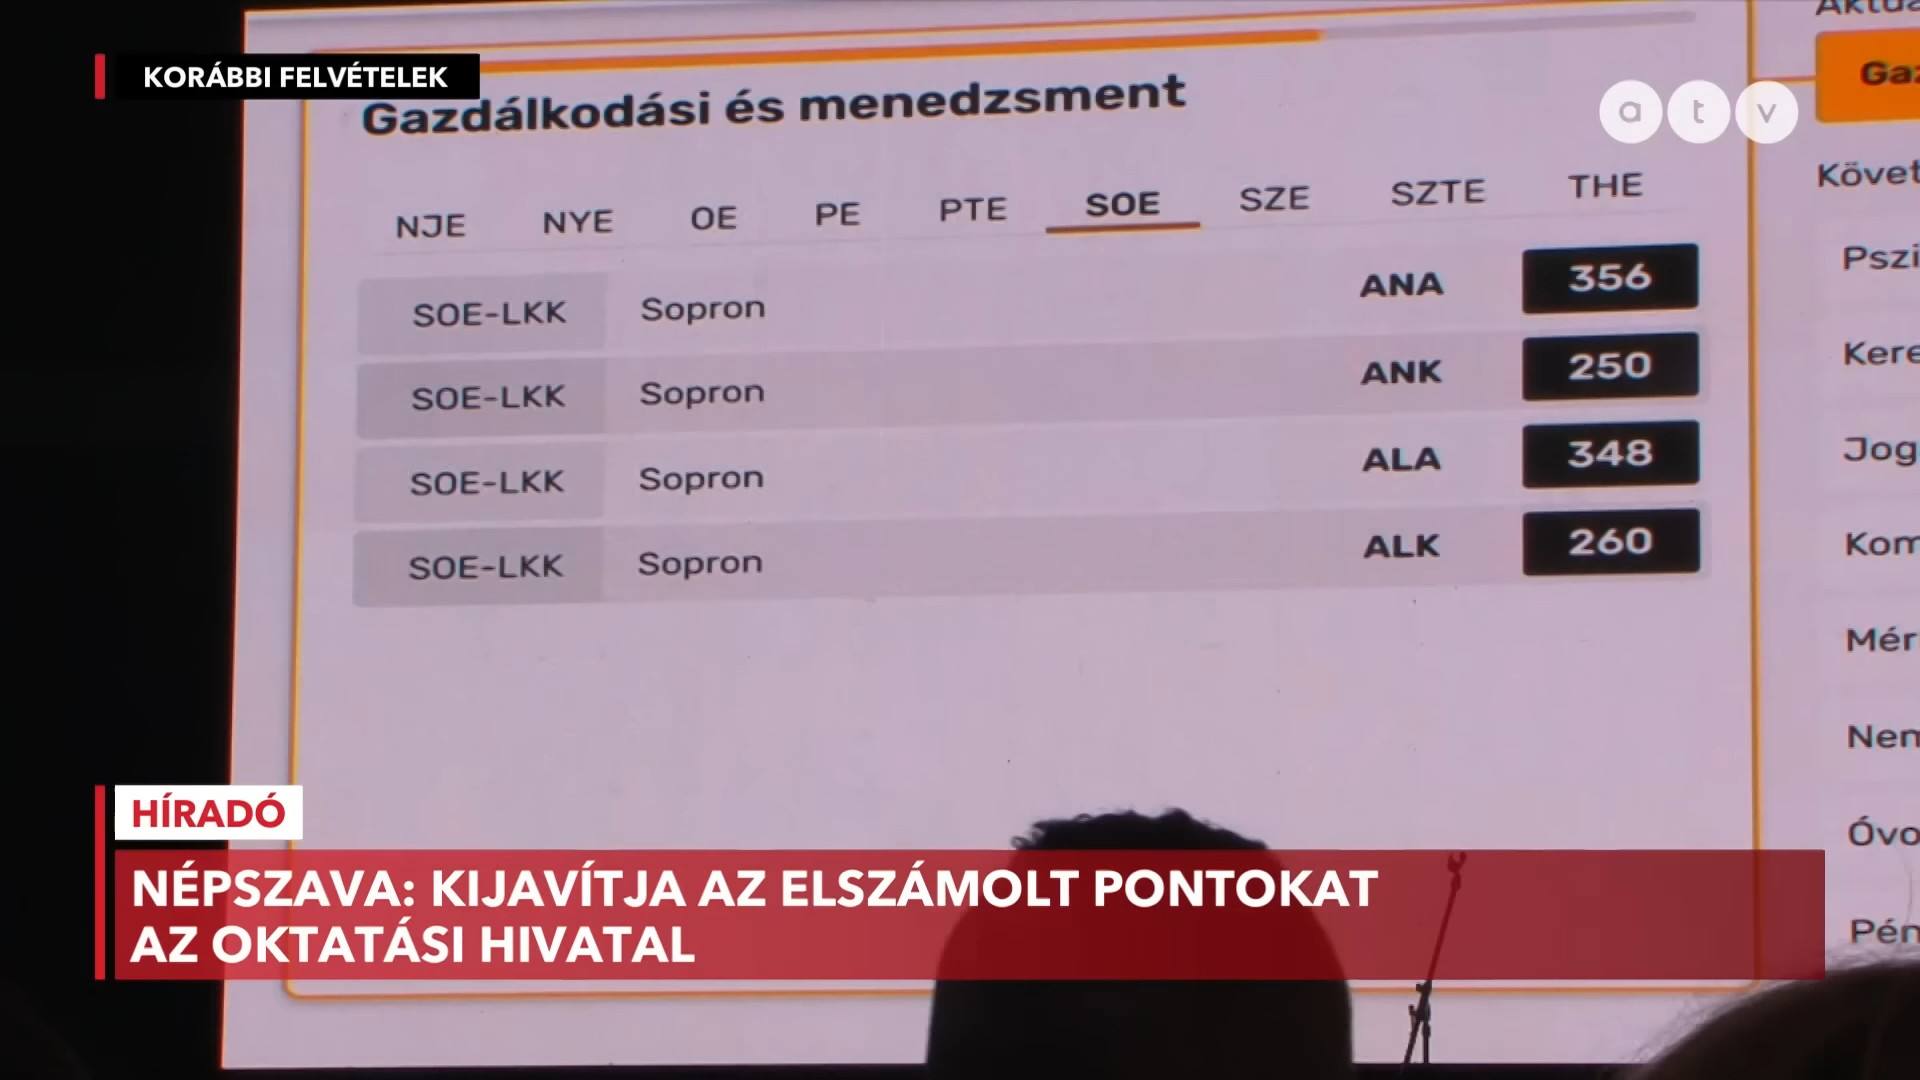 KORÁBBI FELVÉTELEK
Gazdálkodási és menedzsment
a t v
NJE NYE OE PE PTE SOE SZE SZTE THE
SOE-LKK Sopron ANA 356
SOE-LKK Sopron ANK 250
SOE-LKK Sopron ALA 348
SOE-LKK Sopron ALK 260
HÍRADÓ
NÉPSZAVA: KIJAVÍTJA AZ ELSZÁMOLT PONTOKAT
AZ OKTATÁSI HIVATAL